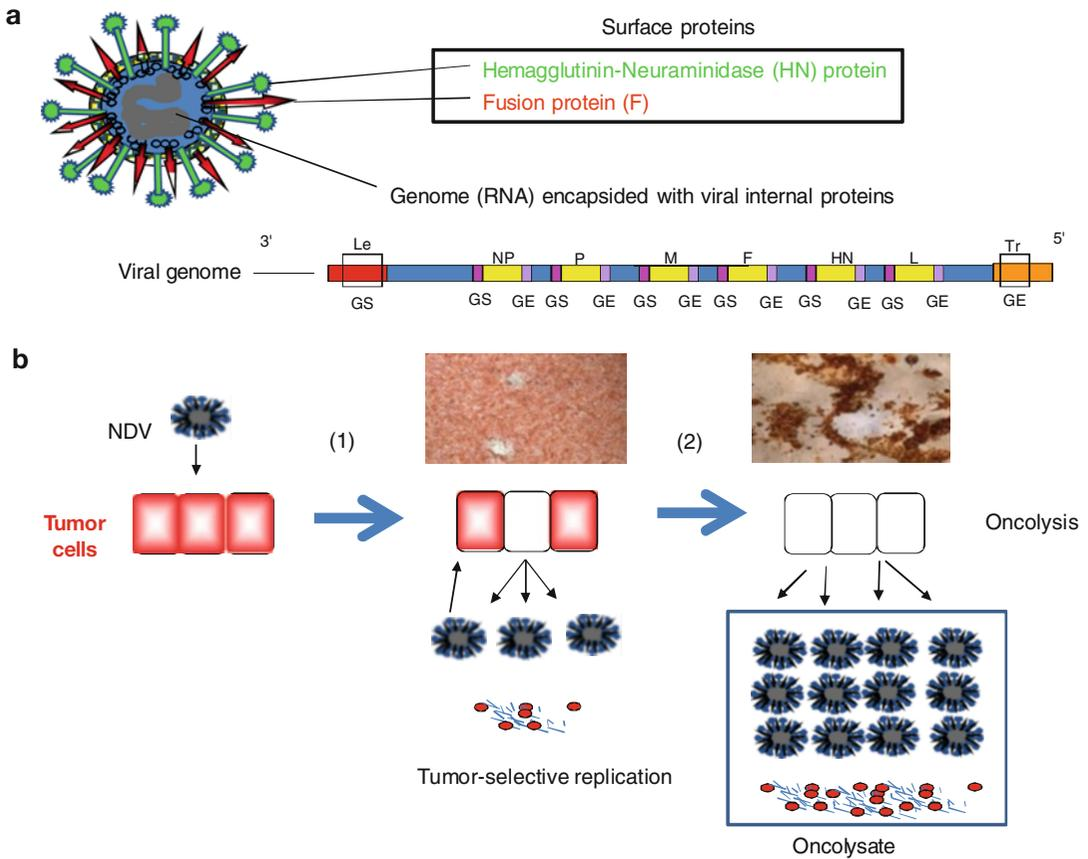 a
Surface proteins
Hemagglutinin-Neuraminidase (HN) protein
Fusion protein (F)
Genome (RNA) encapsided with viral internal proteins
3' 5'
Le NP P M F HN L Tr
Viral genome
GS GS GE GS GE GS GE GS GE GS GE GS GE GE
b
NDV (1) (2)
Tumor
cells
Oncolysis
Tumor-selective replication
Oncolysate